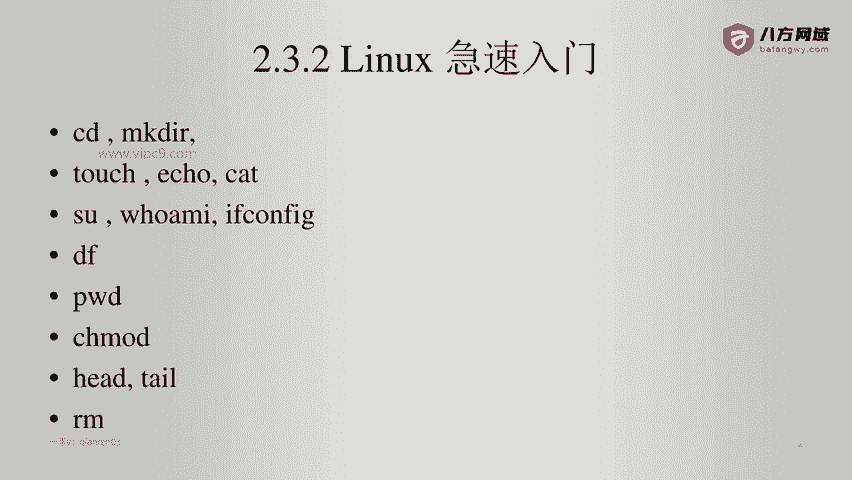 八方网域
bafangwy.com
2.3.2 Linux 急速入门
• cd , mkdir,
www.vipc9.com
• touch , echo, cat
• su , whoami, ifconfig
• df
• pwd
• chmod
• head, tail
• rm